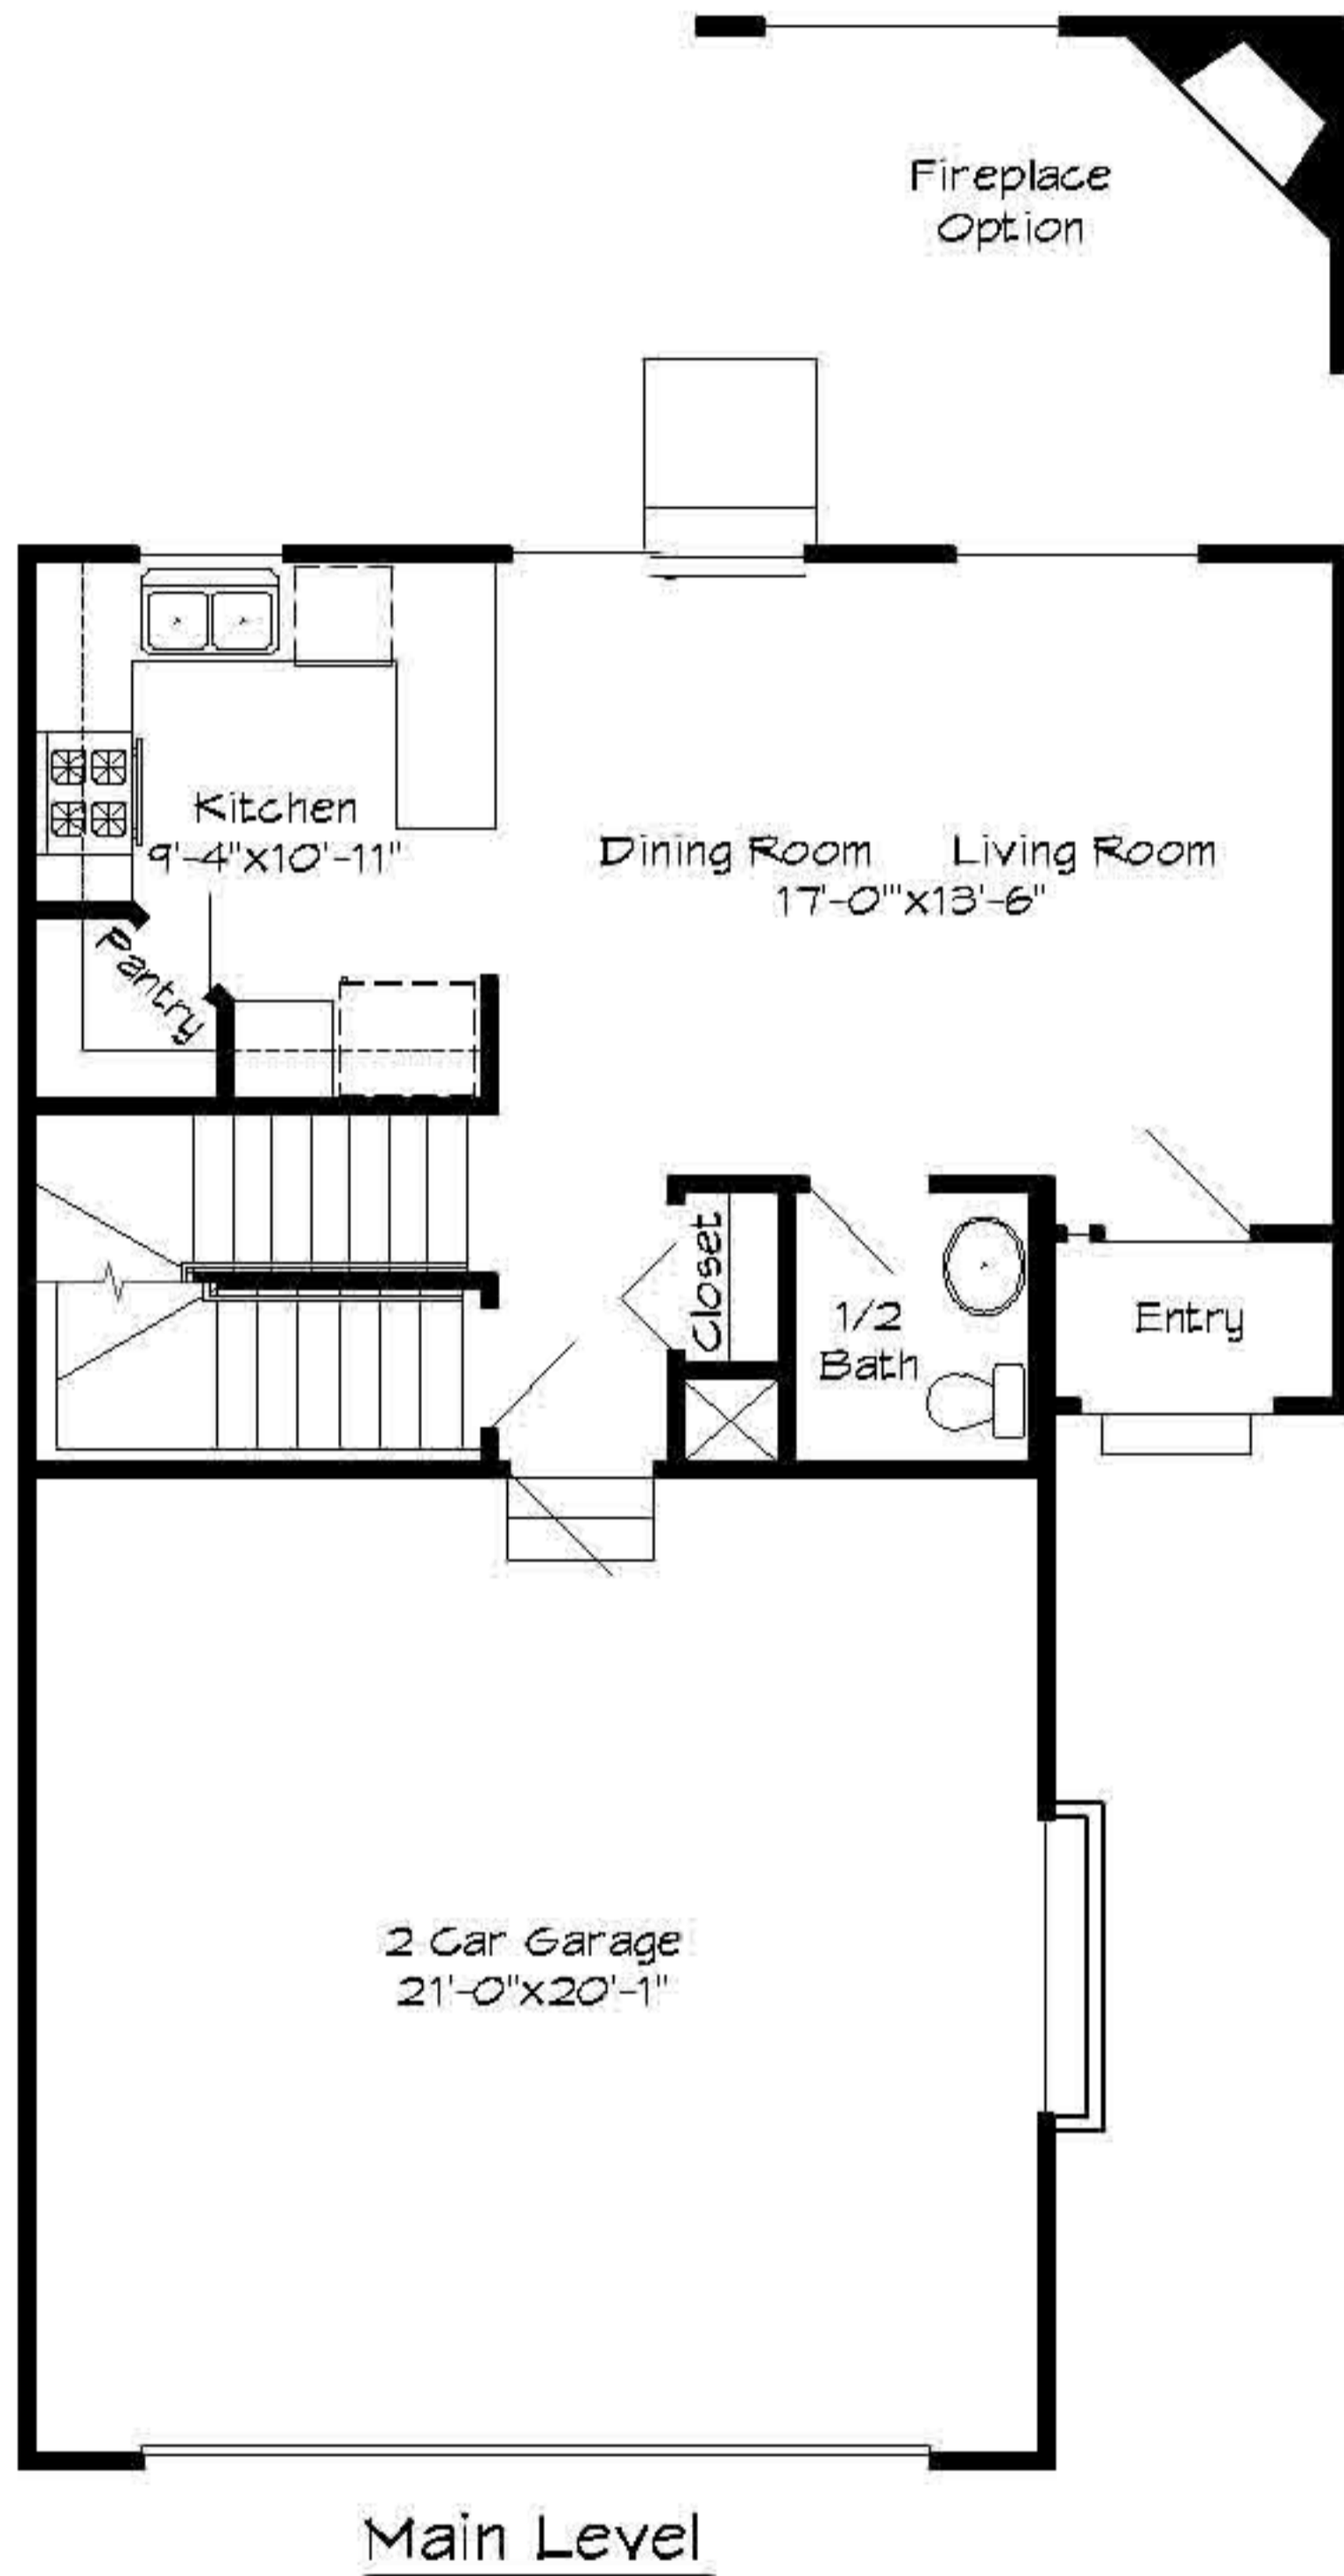 Fireplace
Option
Kitchen
9'-4"x10'-11"
Dining Room Living Room
17'-0'"x13'-6"
Pantry
Closet
1/2
Bath
Entry
2 Car Garage
21'-0"x20'-1"
Main Level